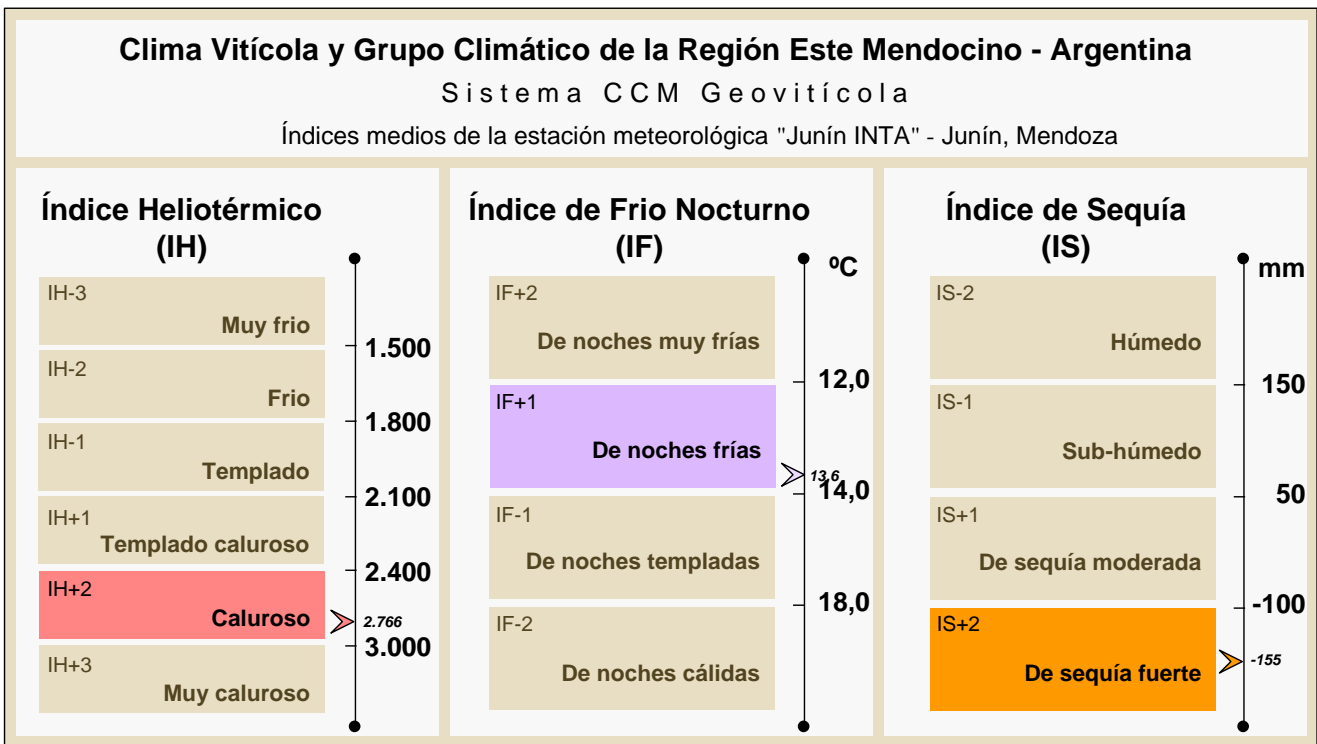 Clima Vitícola y Grupo Climático de la Región Este Mendocino - Argentina
Sistema CCM Geovitícola
Índices medios de la estación meteorológica "Junín INTA" - Junín, Mendoza
Índice Heliotérmico
(IH)
IH-3
Muy frio
1.500
IH-2
Frio
1.800
IH-1
Templado
2.100
IH+1
Templado caluroso
2.400
IH+2
Caluroso
2.766
3.000
IH+3
Muy caluroso
Índice de Frio Nocturno
(IF)
ºC
IF+2
De noches muy frías
12,0
IF+1
De noches frías
13,6
14,0
IF-1
De noches templadas
18,0
IF-2
De noches cálidas
Índice de Sequía
(IS)
mm
IS-2
Húmedo
150
IS-1
Sub-húmedo
50
IS+1
De sequía moderada
-100
IS+2
De sequía fuerte
-155